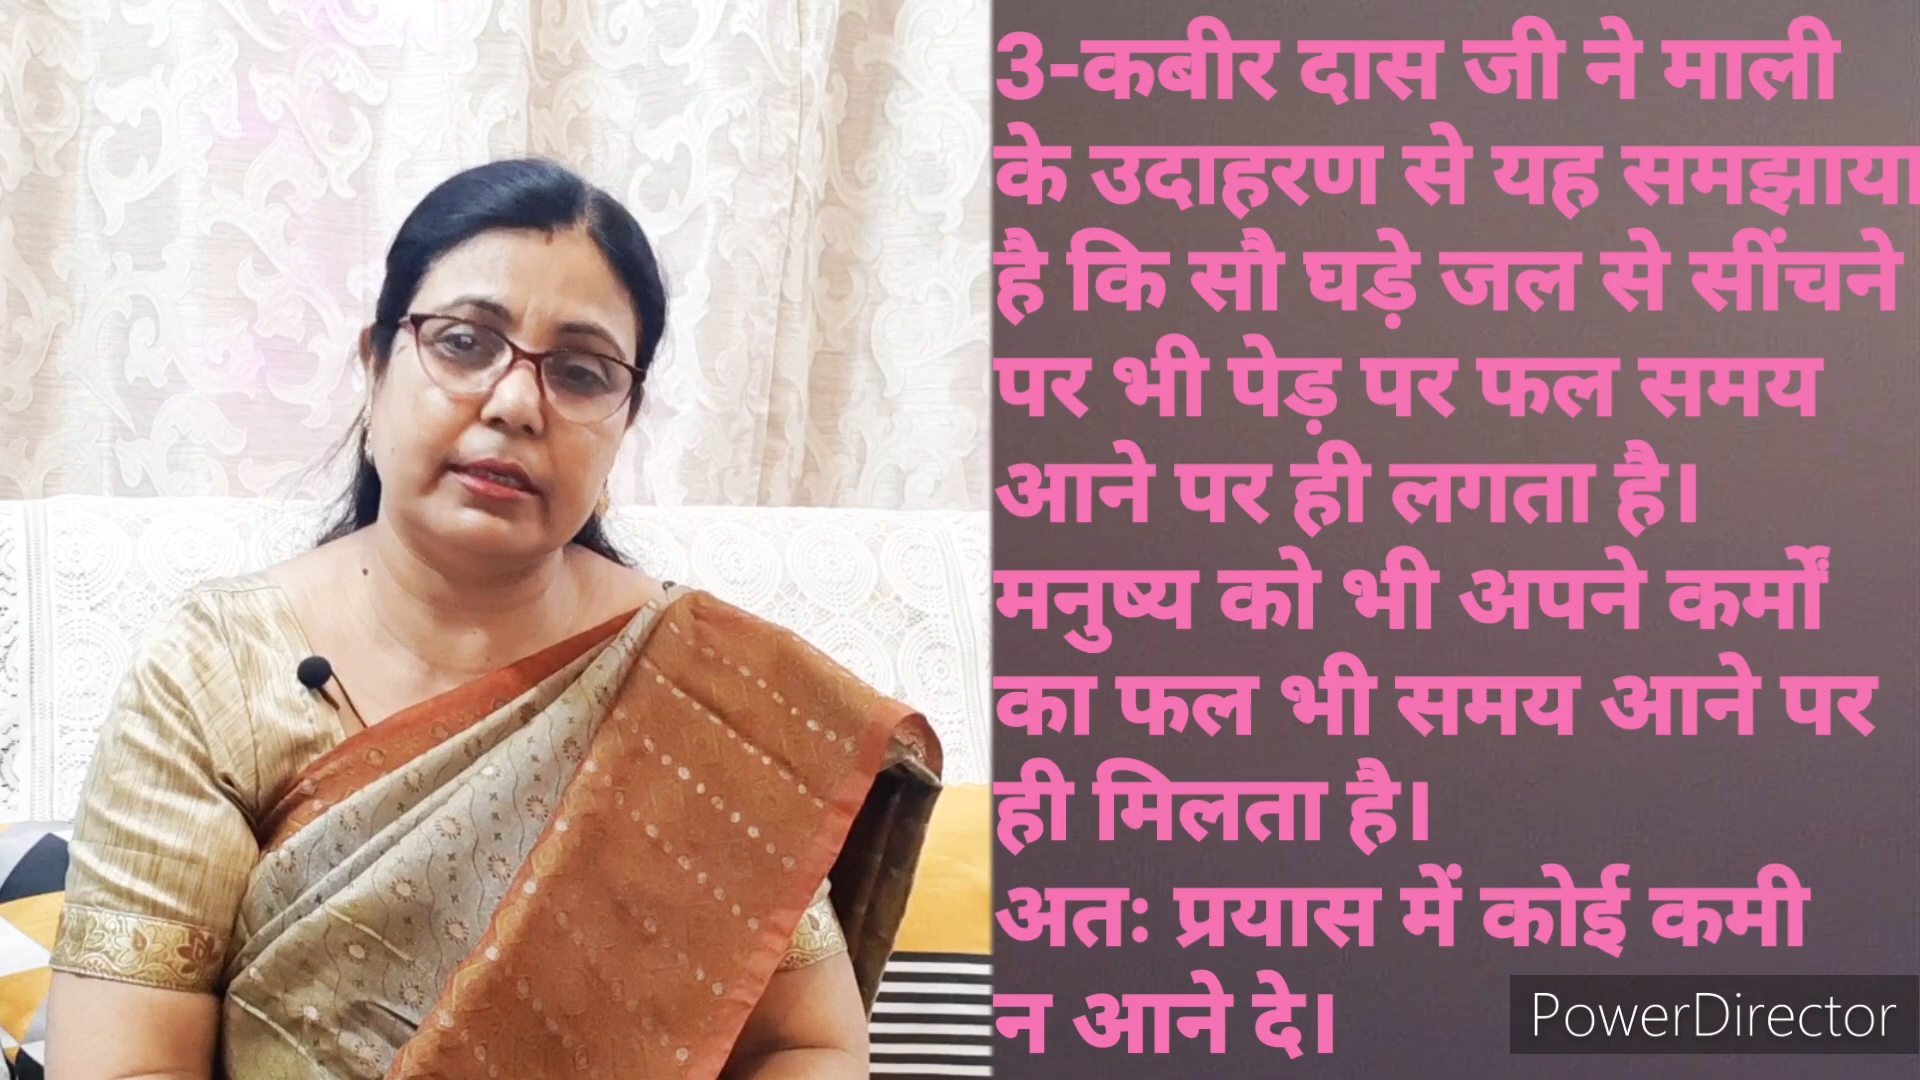 3-कबीर दास जी ने माली
के उदाहरण से यह समझाया
है कि सौ घड़े जल से सींचने
पर भी पेड़ पर फल समय
आने पर ही लगता है।
मनुष्य को भी अपने कर्मों
का फल भी समय आने पर
ही मिलता है।
अतः प्रयास में कोई कमी
न आने दे।
PowerDirector